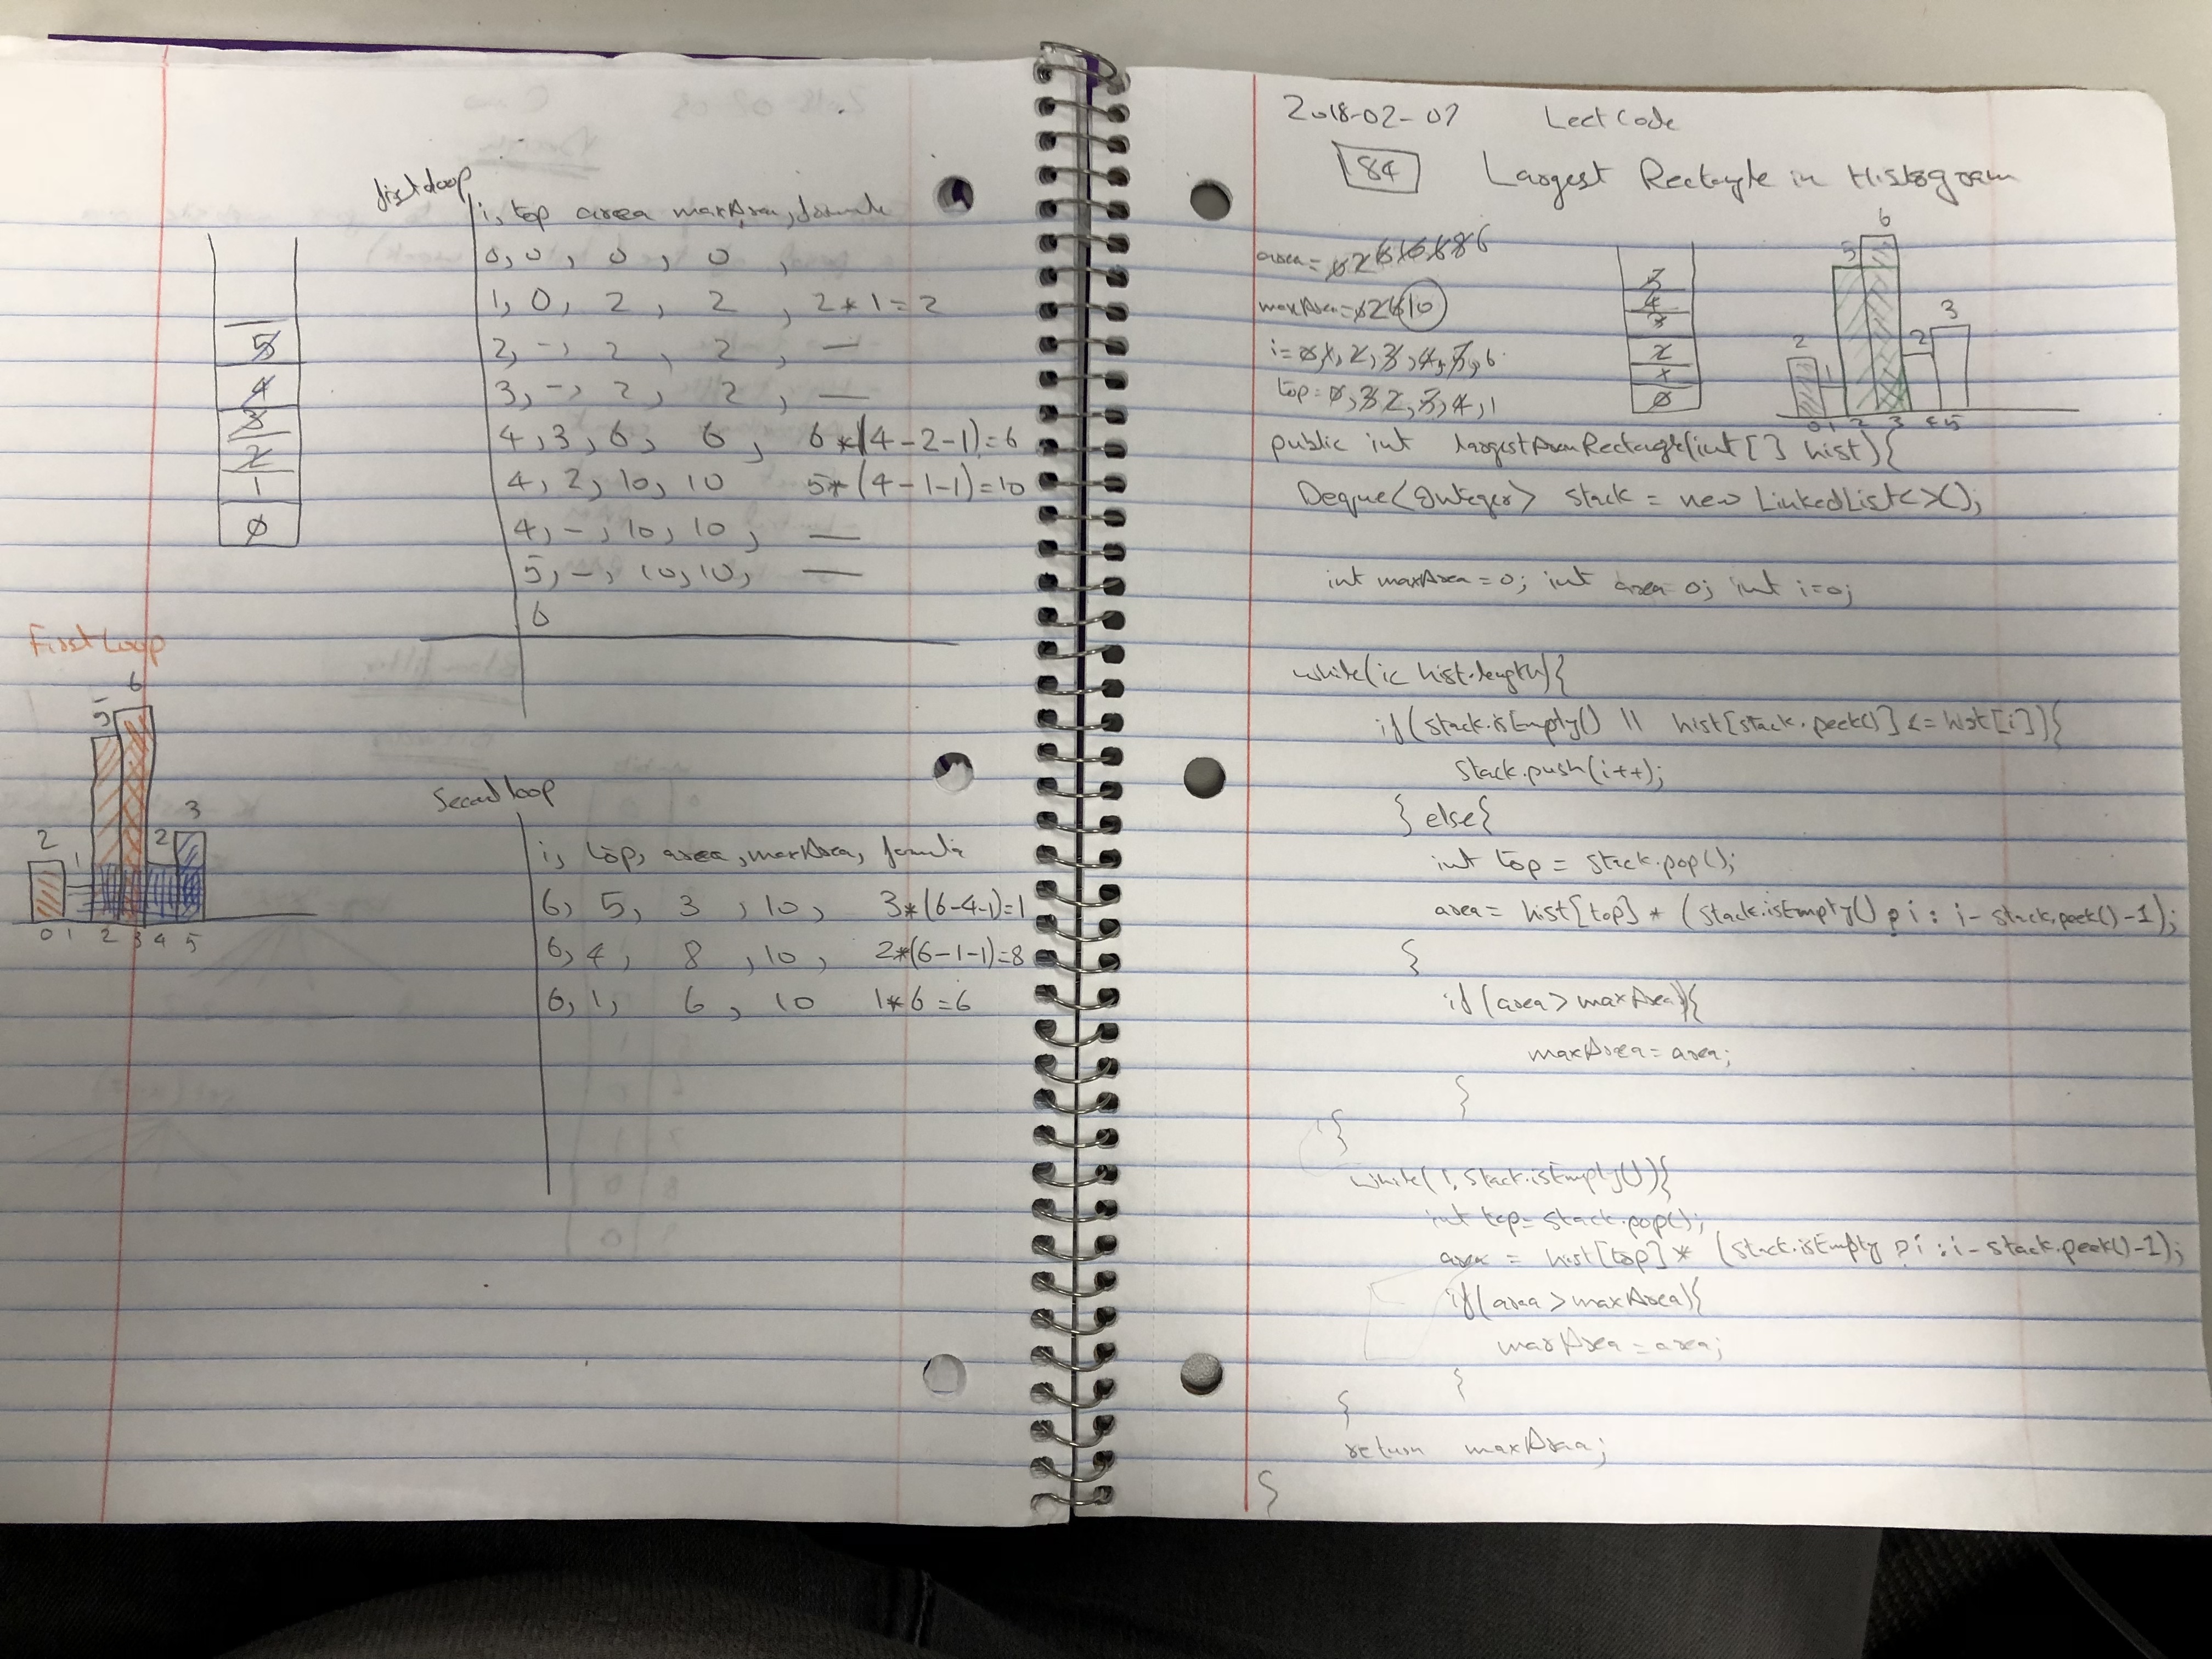 first loop
i, top area maxArea, formula
0, 0, 0, 0,
1, 0, 2, 2, 2*1=2
2, -, 2, 2, —
3, -, 2, 2, —
4, 3, 6, 6, 6*(4-2-1)=6
4, 2, 10, 10 5*(4-1-1)=10
4, -, 10, 10, —
5, -, 10, 10, —
6
5
4
3
2
1
0
First Loop
6
5
3
2
2
1
0 1 2 3 4 5
Second loop
i, top, area, maxArea, formula
6, 5, 3, 10, 3*(6-4-1)=1
6, 4, 8, 10, 2*(6-1-1)=8
6, 1, 6, 10 1*6=6
2018-02-07 LeetCode
84 Largest Rectangle in Histogram
area=
maxArea=0 2 6 10
i=0, 1, 2, 3, 4, 5, 6
top=0, 3 2, 5, 4, 1
5
4
3
2
1
0
6
5
3
2
2
1
0 1 2 3 4 5
public int largestAreaRectangle(int[] hist){
Deque<Integer> stack = new LinkedList<>();
int maxArea = 0; int area = 0; int i=0;
while(i< hist.length){
if(stack.isEmpty() || hist[stack.peek()] <= hist[i]){
stack.push(i++);
} else{
int top = stack.pop();
area = hist[top] * (stack.isEmpty() ? i : i - stack.peek() -1);
}
if(area > maxArea){
maxArea = area;
}
}
while(!stack.isEmpty()){
int top = stack.pop();
area = hist[top] * (stack.isEmpty ? i : i - stack.peek()-1);
if(area > maxArea){
maxArea = area;
}
}
return maxArea;
}